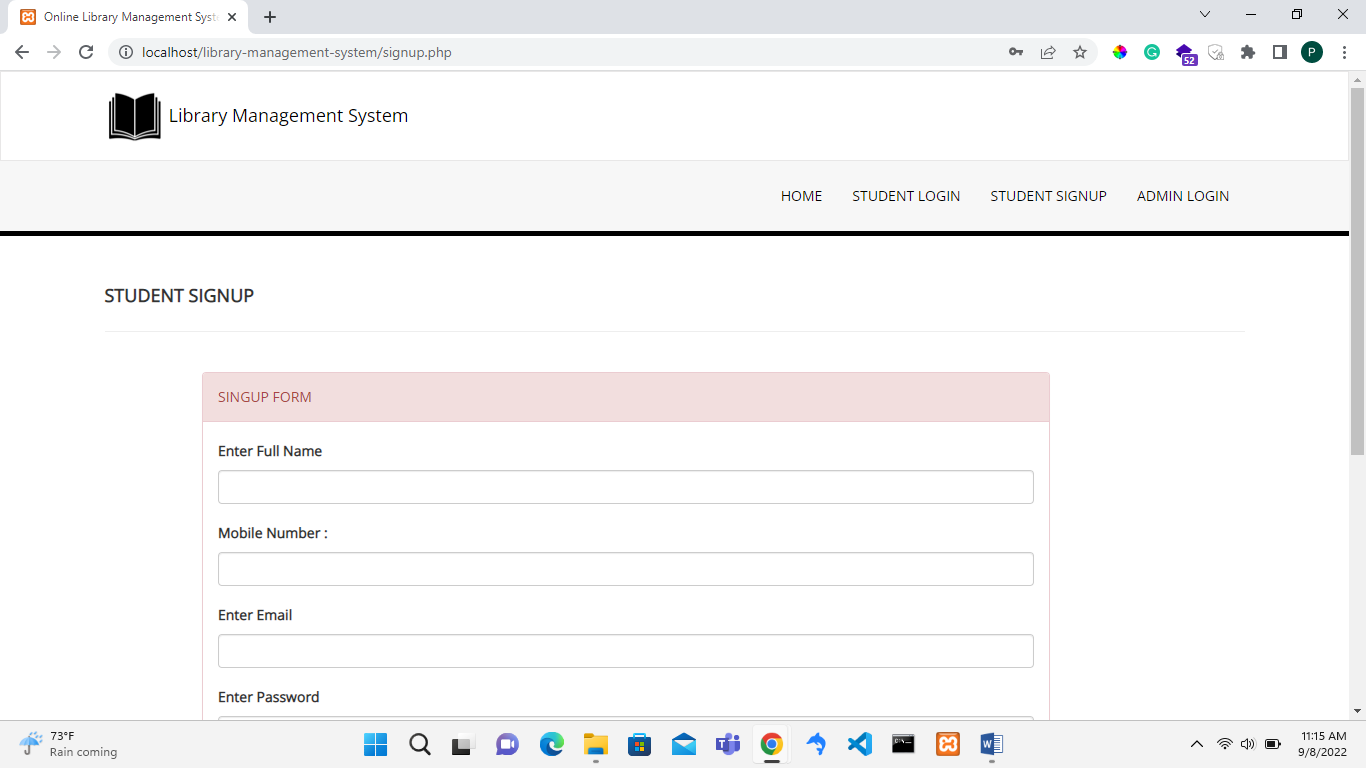 Online Library Management Syst
localhost/library-management-system/signup.php
52
P
Library Management System
HOME STUDENT LOGIN STUDENT SIGNUP ADMIN LOGIN
STUDENT SIGNUP
SINGUP FORM
Enter Full Name
Mobile Number :
Enter Email
Enter Password
73°F
Rain coming
11:15 AM
9/8/2022